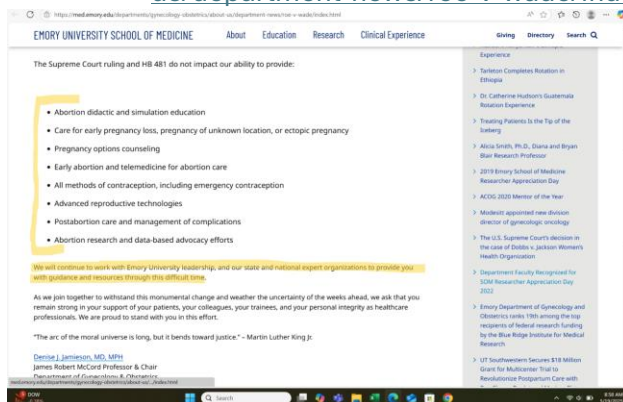 https://med.emory.edu/departments/gynecology-obstetrics/about-us/department-news/roe-v-wade/index.html
EMORY UNIVERSITY SCHOOL OF MEDICINE
About Education Research Clinical Experience
Giving Directory Search
The Supreme Court ruling and HB 481 do not impact our ability to provide:
• Abortion didactic and simulation education
• Care for early pregnancy loss, pregnancy of unknown location, or ectopic pregnancy
• Pregnancy options counseling
• Early abortion and telemedicine for abortion care
• All methods of contraception, including emergency contraception
• Advanced reproductive technologies
• Postabortion care and management of complications
• Abortion research and data-based advocacy efforts
We will continue to work with Emory University leadership, and our state and national expert organizations to provide you
with guidance and resources through this difficult time.
As we join together to withstand this monumental change and weather the uncertainty of the weeks ahead, we ask that you
remain strong in your support of your patients, your colleagues, your trainees, and your personal integrity as healthcare
professionals. We are proud to stand with you in this effort.
"The arc of the moral universe is long, but it bends toward justice." – Martin Luther King Jr.
Denise J. Jamieson, MD, MPH
James Robert McCord Professor & Chair
Department of Gynecology & Obstetrics
med.emory.edu/departments/gynecology-obstetrics/about-us/.../index.html
Experience
> Tarleton Completes Rotation in
Ethiopia
> Dr. Catherine Hudson's Guatemala
Rotation Experience
> Treating Patients Is the Tip of the
Iceberg
> Alicia Smith, Ph.D., Diana and Bryan
Blair Research Professor
> 2019 Emory School of Medicine
Researcher Appreciation Day
> ACOG 2020 Mentor of the Year
> Modesitt appointed new division
director of gynecologic oncology
> The U.S. Supreme Court's decision in
the case of Dobbs v. Jackson Women's
Health Organization
> Department Faculty Recognized for
SOM Researcher Appreciation Day
2022
> Emory Department of Gynecology and
Obstetrics ranks 19th among the top
recipients of federal research funding
by the Blue Ridge Institute for Medical
Research
> UT Southwestern Secures $18 Million
Grant for Multicenter Trial to
Revolutionize Postpartum Care with
DOW
Search
8:58 AM